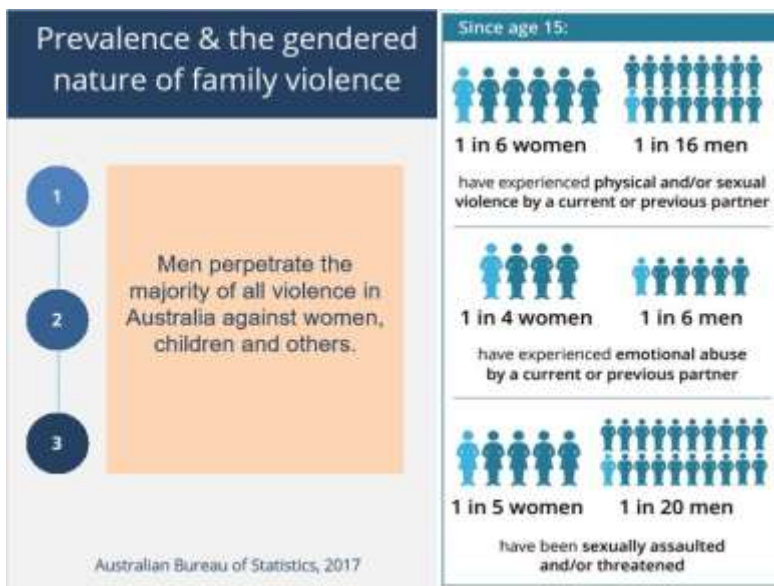 Prevalence & the gendered
nature of family violence
1
2
3
Men perpetrate the
majority of all violence in
Australia against women,
children and others.
Australian Bureau of Statistics, 2017
Since age 15:
1 in 6 women 1 in 16 men
have experienced physical and/or sexual
violence by a current or previous partner
1 in 4 women 1 in 6 men
have experienced emotional abuse
by a current or previous partner
1 in 5 women 1 in 20 men
have been sexually assaulted
and/or threatened